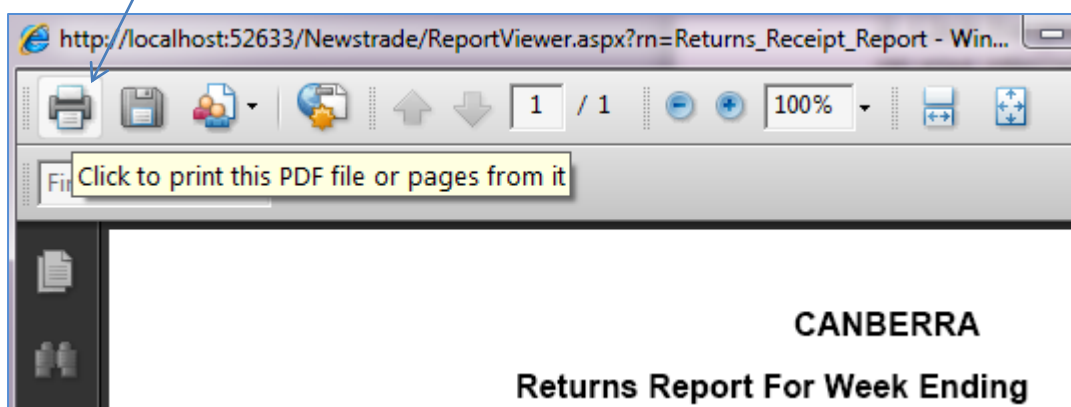 http://localhost:52633/Newstrade/ReportViewer.aspx?rn=Returns_Receipt_Report - Win...
1 / 1 100%
Click to print this PDF file or pages from it
CANBERRA
Returns Report For Week Ending